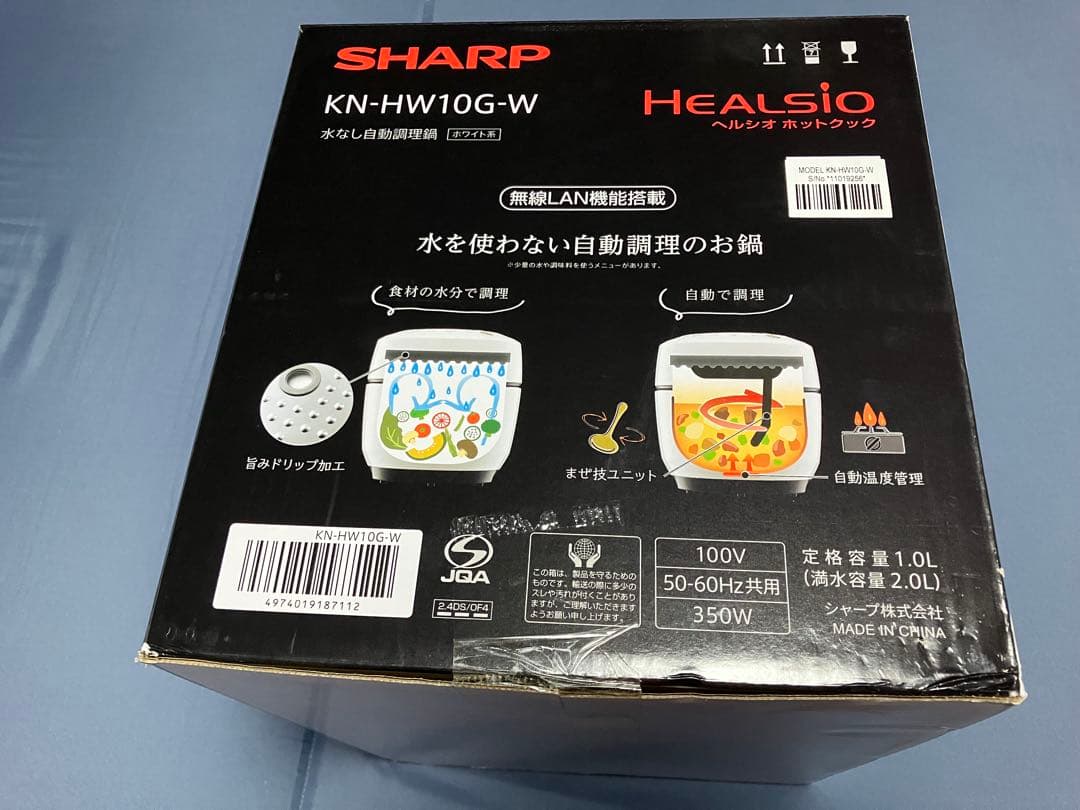 SHARP
KN-HW10G-W
水なし自動調理鍋 ホワイト系
HEALSIO
ヘルシオ ホットクック
MODEL KN-HW10G-W
S/No.*11019256*
無線LAN機能搭載
水を使わない自動調理のお鍋
※少量の水や調味料を使うメニューがあります。
食材の水分で調理
自動で調理
旨みドリップ加工
まぜ技ユニット
自動温度管理
KN-HW10G-W
4974019187112
JQA
2.4DS/OF4
この箱は、製品を守るための
ものです。輸送の際に多少の
スレや汚れが付くことがあり
ますが、ご理解いただきます
ようお願い申し上げます。
100V
50-60Hz共用
350W
定格容量1.0L
(満水容量2.0L)
シャープ株式会社
MADE IN CHINA